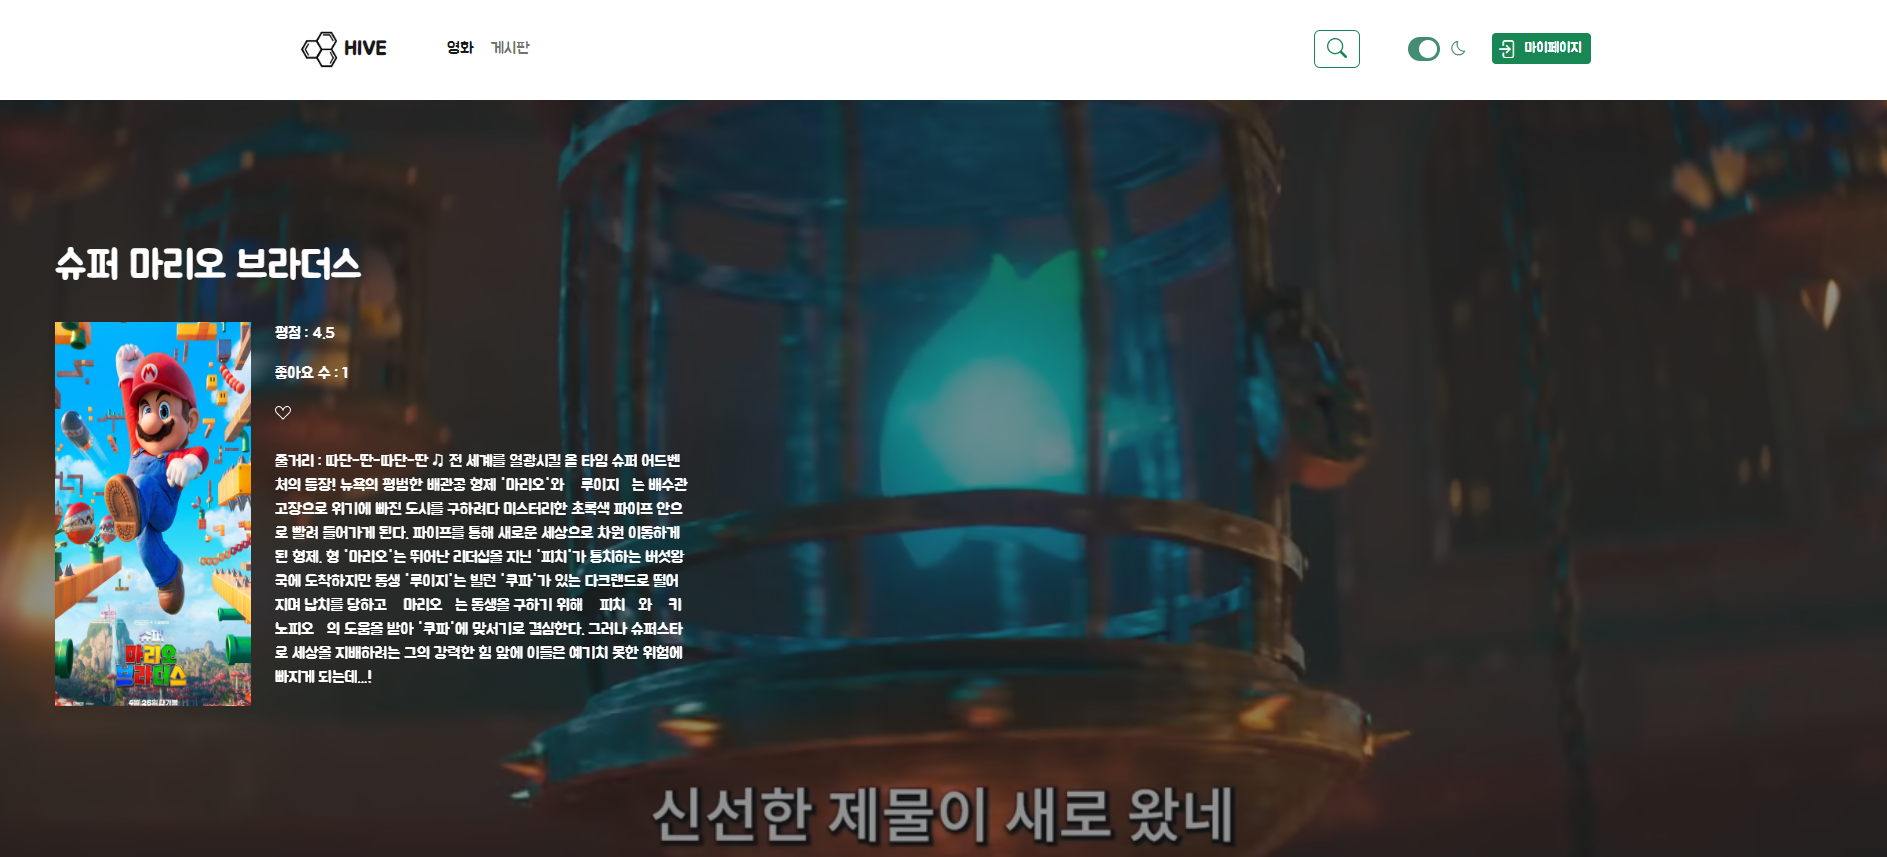 HIVE
영화 게시판
마이페이지
슈퍼 마리오 브라더스
평점 : 4.5
좋아요 수 : 1
줄거리 : 따단-딴-따단-딴 ♫ 전 세계를 열광시킬 올 타임 슈퍼 어드벤
처의 등장! 뉴욕의 평범한 배관공 형제 '마리오'와 루이지 는 배수관
고장으로 위기에 빠진 도시를 구하려다 미스터리한 초록색 파이프 안으
로 빨려 들어가게 된다. 파이프를 통해 새로운 세상으로 차원 이동하게
된 형제. 형 '마리오'는 뛰어난 리더십을 지닌 '피치'가 통치하는 버섯왕
국에 도착하지만 동생 '루이지'는 빌런 '쿠파'가 있는 다크랜드로 떨어
지며 납치를 당하고 마리오 는 동생을 구하기 위해 피치 와 키
노피오 의 도움을 받아 '쿠파'에 맞서기로 결심한다. 그러나 슈퍼스타
로 세상을 지배하려는 그의 강력한 힘 앞에 이들은 예기치 못한 위험에
빠지게 되는데...!
슈퍼
마리오
브라더스
4월 26일 대개봉
신선한 제물이 새로 왔네